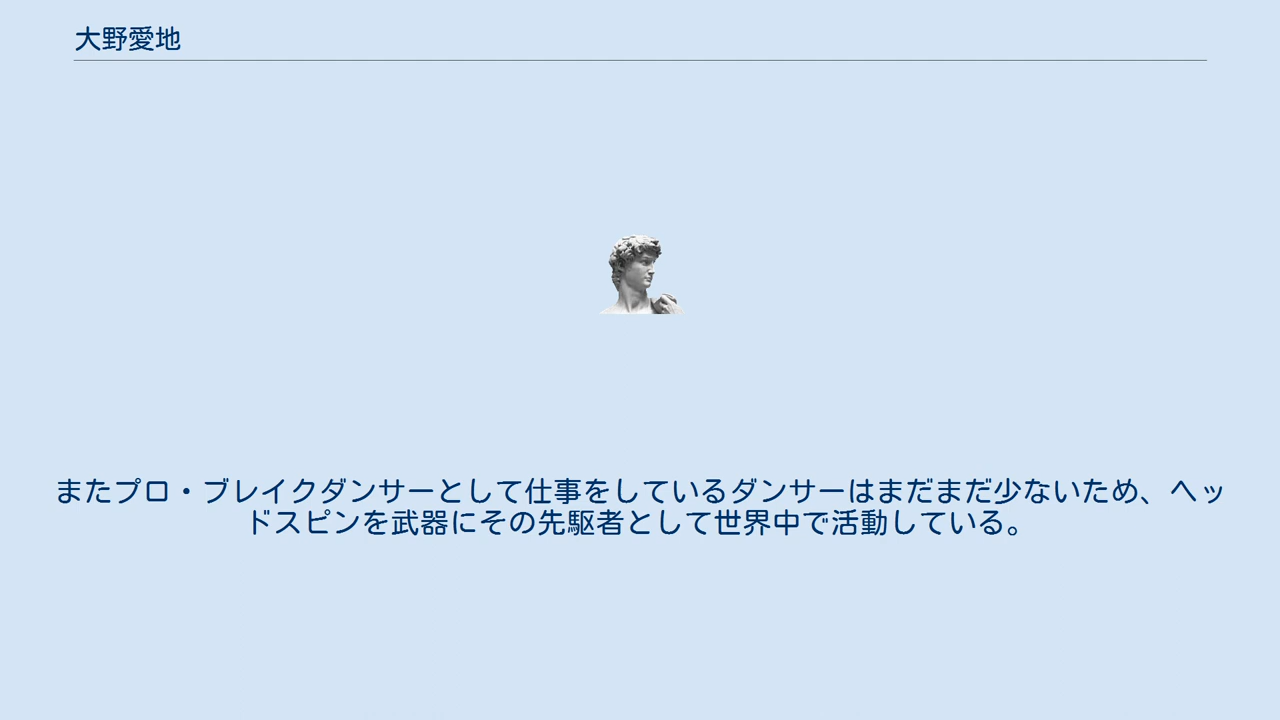 大野愛地
またプロ・ブレイクダンサーとして仕事をしているダンサーはまだまだ少ないため、ヘッ
ドスピンを武器にその先駆者として世界中で活動している。